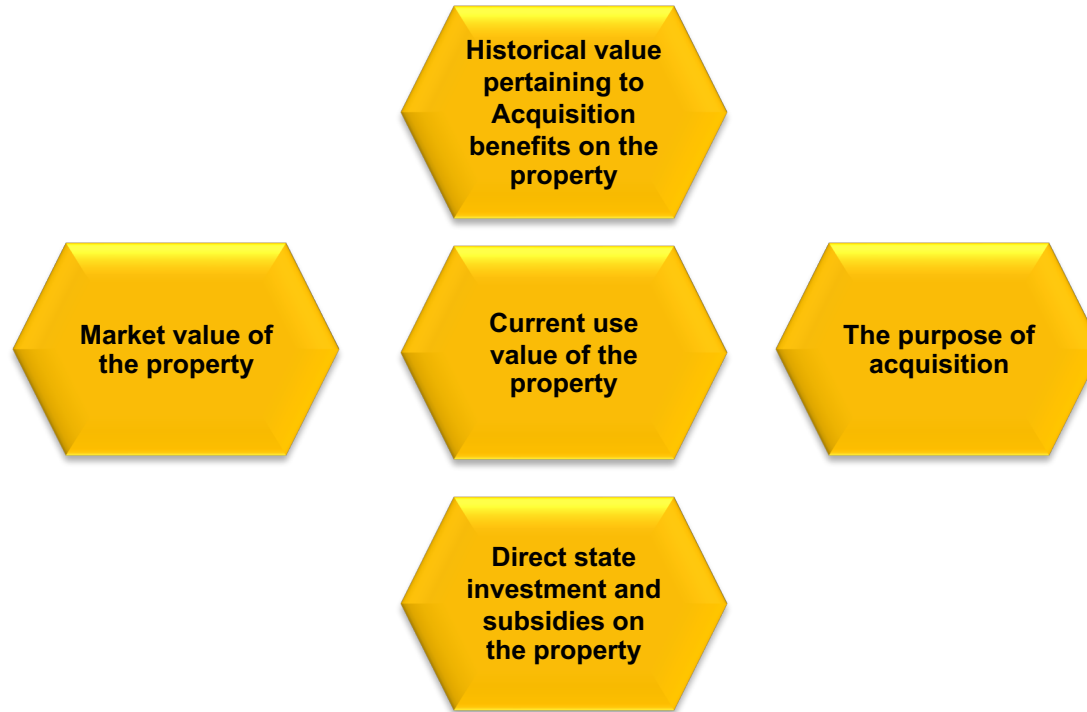 Historical value
pertaining to
Acquisition
benefits on the
property
Market value of
the property
Current use
value of the
property
The purpose of
acquisition
Direct state
investment and
subsidies on
the property